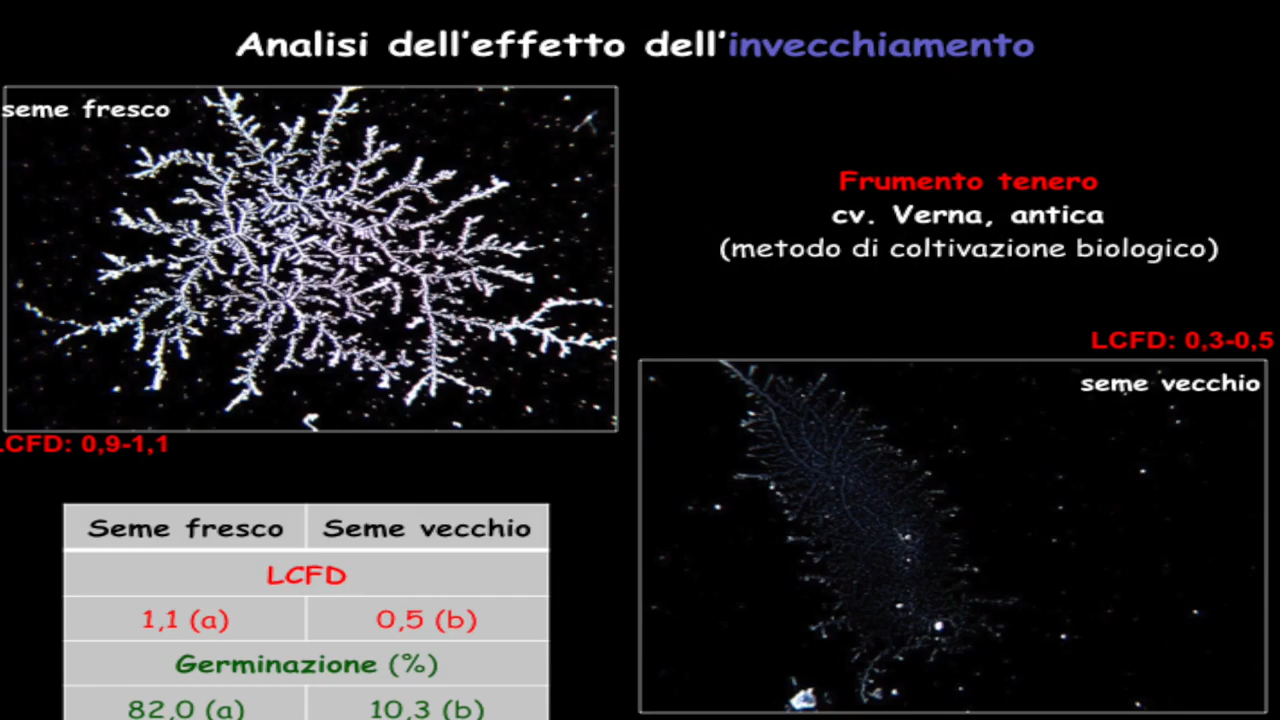 Analisi dell'effetto dell'invecchiamento
seme fresco
Frumento tenero
cv. Verna, antica
(metodo di coltivazione biologico)
LCFD: 0,3-0,5
seme vecchio
LCFD: 0,9-1,1
Seme fresco Seme vecchio
LCFD
1,1 (a) 0,5 (b)
Germinazione (%)
82,0 (a) 10,3 (b)